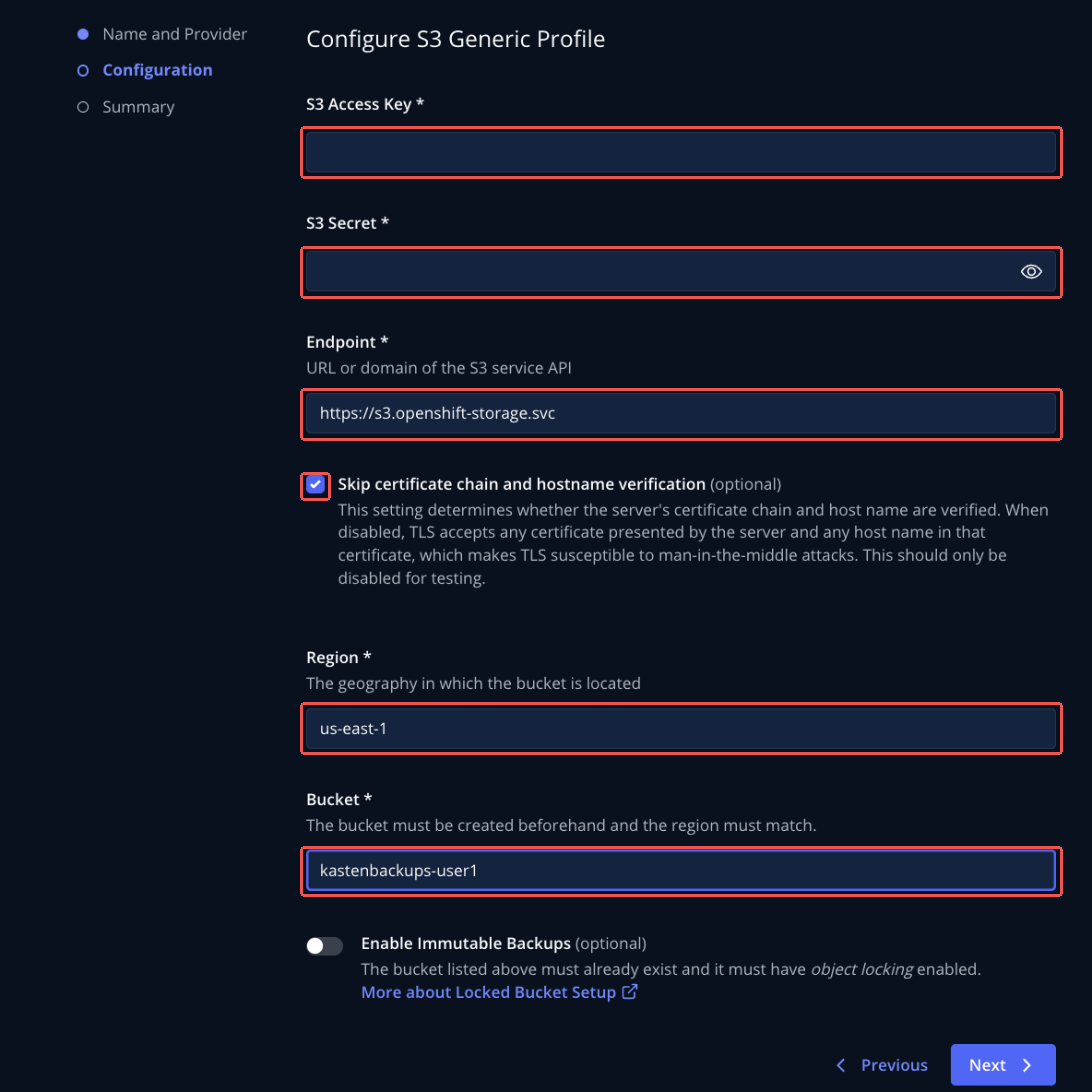 Name and Provider
Configuration
Summary
Configure S3 Generic Profile
S3 Access Key *
S3 Secret *
Endpoint *
URL or domain of the S3 service API
https://s3.openshift-storage.svc
Skip certificate chain and hostname verification (optional)
This setting determines whether the server's certificate chain and host name are verified. When
disabled, TLS accepts any certificate presented by the server and any host name in that
certificate, which makes TLS susceptible to man-in-the-middle attacks. This should only be
disabled for testing.
Region *
The geography in which the bucket is located
us-east-1
Bucket *
The bucket must be created beforehand and the region must match.
kastenbackups-user1
Enable Immutable Backups (optional)
The bucket listed above must already exist and it must have object locking enabled.
More about Locked Bucket Setup
Previous
Next